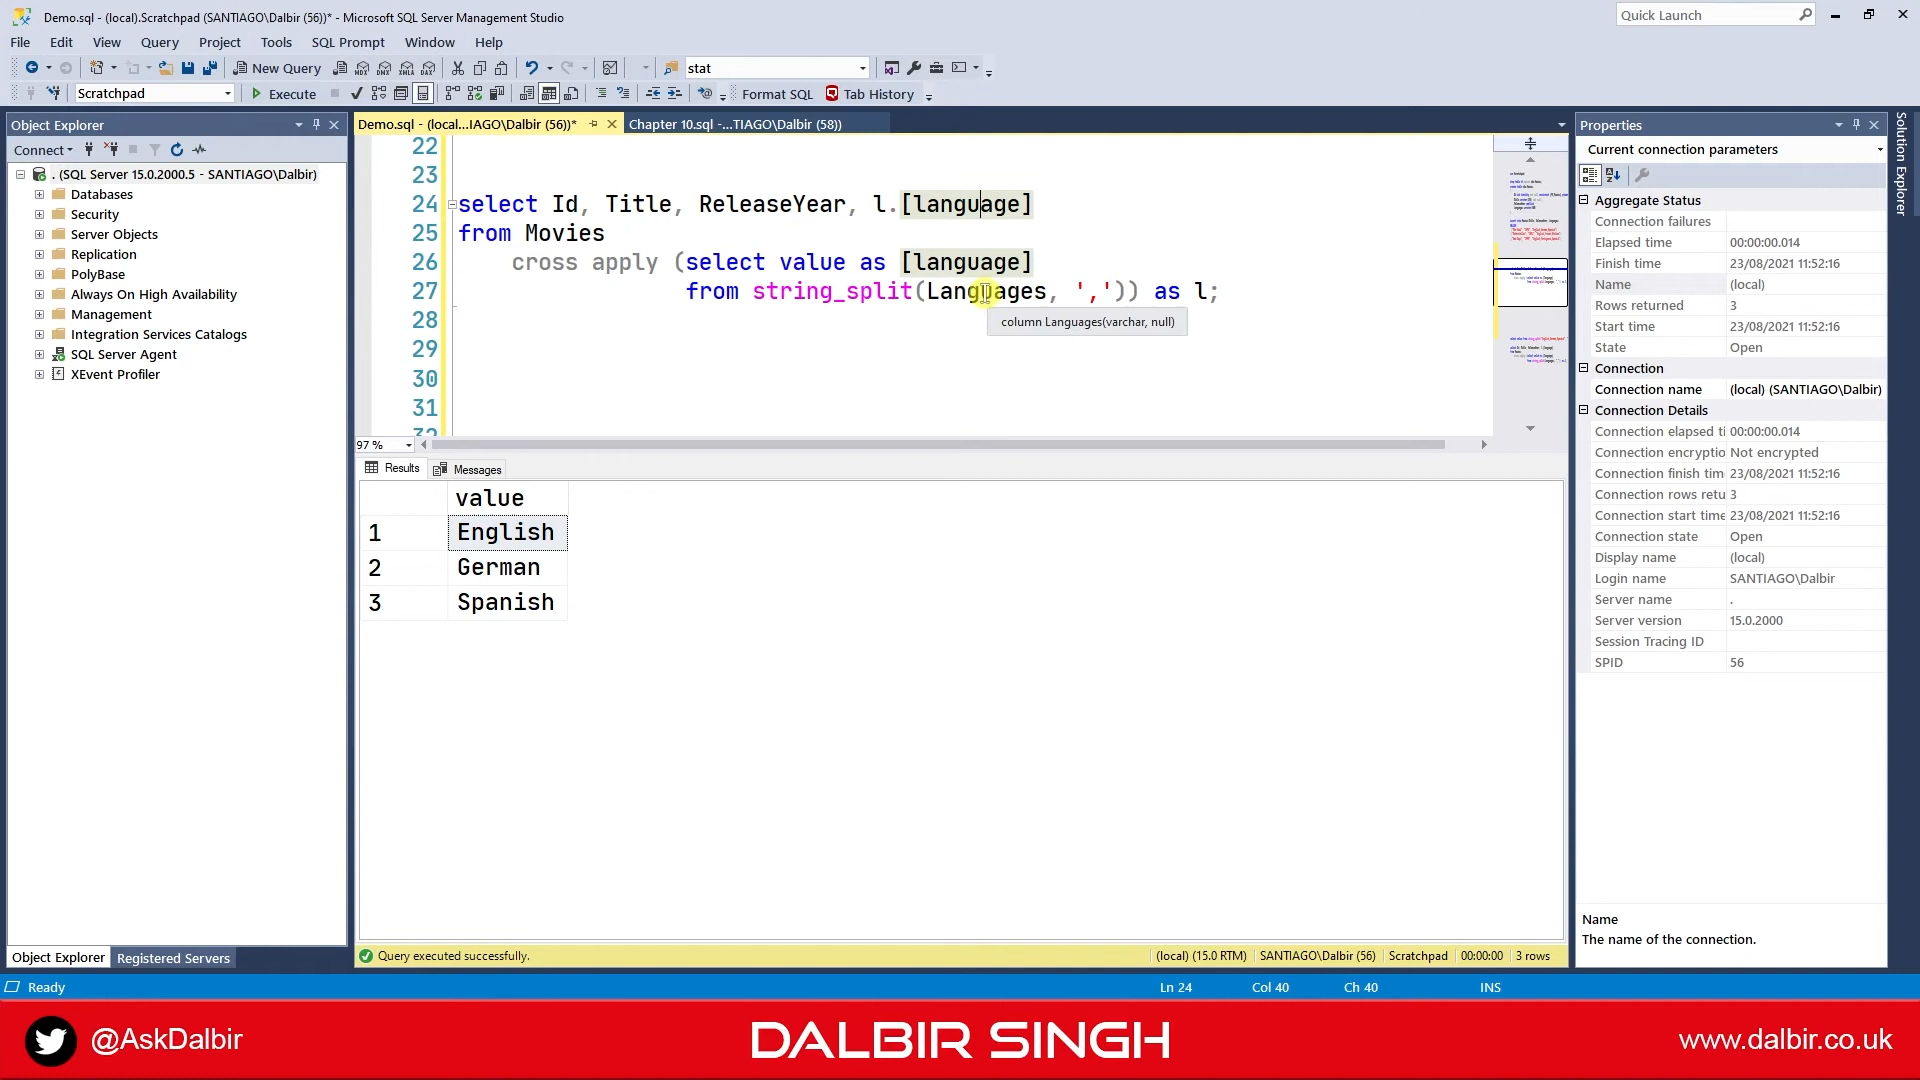 Demo.sql - (local).Scratchpad (SANTIAGO\Dalbir (56))* - Microsoft SQL Server Management Studio
Quick Launch
File Edit View Query Project Tools SQL Prompt Window Help
New Query
stat
Scratchpad
Execute
Format SQL
Tab History
Object Explorer
Connect
. (SQL Server 15.0.2000.5 - SANTIAGO\Dalbir)
Databases
Security
Server Objects
Replication
PolyBase
Always On High Availability
Management
Integration Services Catalogs
SQL Server Agent
XEvent Profiler
Object Explorer
Registered Servers
Demo.sql - (local...IAGO\Dalbir (56))*
Chapter 10.sql -...TIAGO\Dalbir (58))
22
23
24 select Id, Title, ReleaseYear, l.[language]
25 from Movies
26 cross apply (select value as [language]
27 from string_split(Languages, ',')) as l;
column Languages(varchar, null)
28
29
30
31
97 %
Results
Messages
value
1 English
2 German
3 Spanish
Query executed successfully.
(local) (15.0 RTM)
SANTIAGO\Dalbir (56)
Scratchpad
00:00:00
3 rows
Properties
Current connection parameters
Aggregate Status
Connection failures
Elapsed time 00:00:00.014
Finish time 23/08/2021 11:52:16
Name (local)
Rows returned 3
Start time 23/08/2021 11:52:16
State Open
Connection
Connection name (local) (SANTIAGO\Dalbir)
Connection Details
Connection elapsed ti 00:00:00.014
Connection encryptio Not encrypted
Connection finish tim 23/08/2021 11:52:16
Connection rows retu 3
Connection start time 23/08/2021 11:52:16
Connection state Open
Display name (local)
Login name SANTIAGO\Dalbir
Server name .
Server version 15.0.2000
Session Tracing ID
SPID 56
Name
The name of the connection.
Solution Explorer
Ready
Ln 24
Col 40
Ch 40
INS
@AskDalbir
DALBIR SINGH
www.dalbir.co.uk